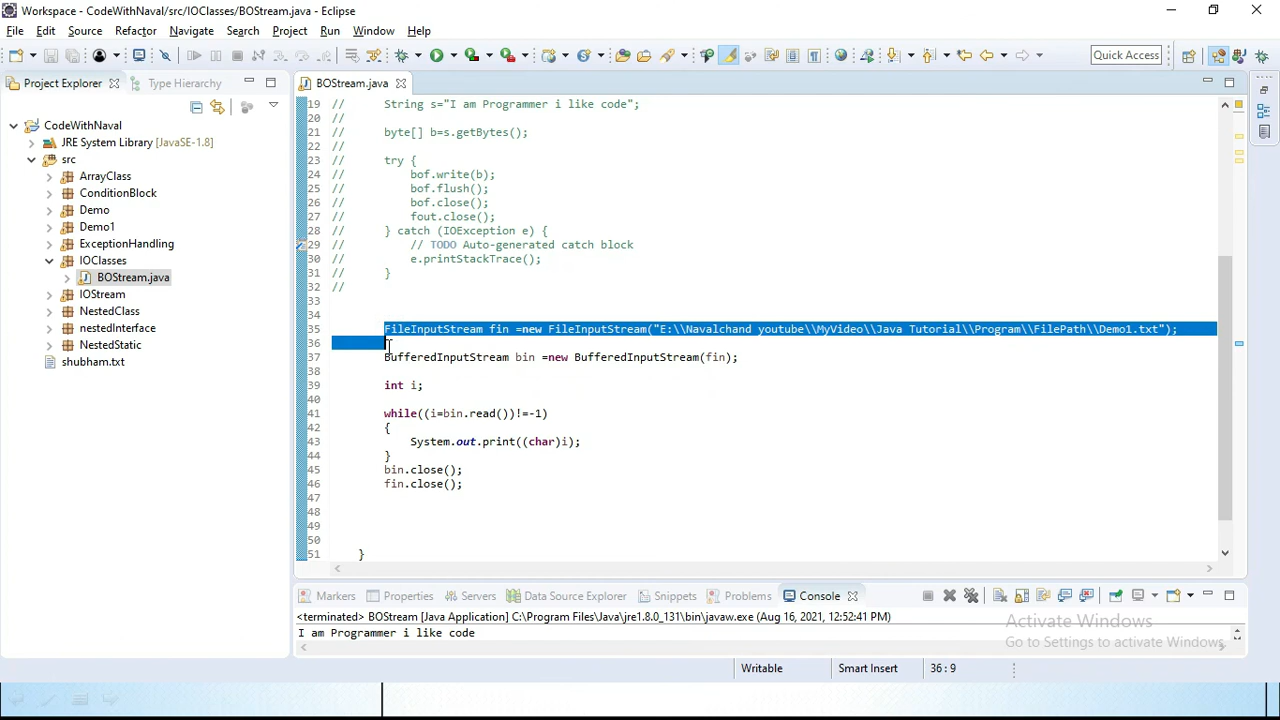 Workspace - CodeWithNaval/src/IOClasses/BOStream.java - Eclipse
File Edit Source Refactor Navigate Search Project Run Window Help
Quick Access
Project Explorer Type Hierarchy
BOStream.java
CodeWithNaval
JRE System Library [JavaSE-1.8]
src
ArrayClass
ConditionBlock
Demo
Demo1
ExceptionHandling
IOClasses
BOStream.java
IOStream
NestedClass
nestedInterface
NestedStatic
shubham.txt
19 // String s="I am Programmer i like code";
20 //
21 // byte[] b=s.getBytes();
22 //
23 // try {
24 // bof.write(b);
25 // bof.flush();
26 // bof.close();
27 // fout.close();
28 // } catch (IOException e) {
29 // // TODO Auto-generated catch block
30 // e.printStackTrace();
31 // }
32 //
33
34
35 FileInputStream fin =new FileInputStream("E:\\Navalchand youtube\\MyVideo\\Java Tutorial\\Program\\FilePath\\Demo1.txt");
36
37 BufferedInputStream bin =new BufferedInputStream(fin);
38
39 int i;
40
41 while((i=bin.read())!=-1)
42 {
43 System.out.print((char)i);
44 }
45 bin.close();
46 fin.close();
47
48
49
50
51 }
Markers Properties Servers Data Source Explorer Snippets Problems Console
<terminated> BOStream [Java Application] C:\Program Files\Java\jre1.8.0_131\bin\javaw.exe (Aug 16, 2021, 12:52:41 PM)
I am Programmer i like code
Activate Windows
Go to Settings to activate Windows.
Writable Smart Insert 36 : 9